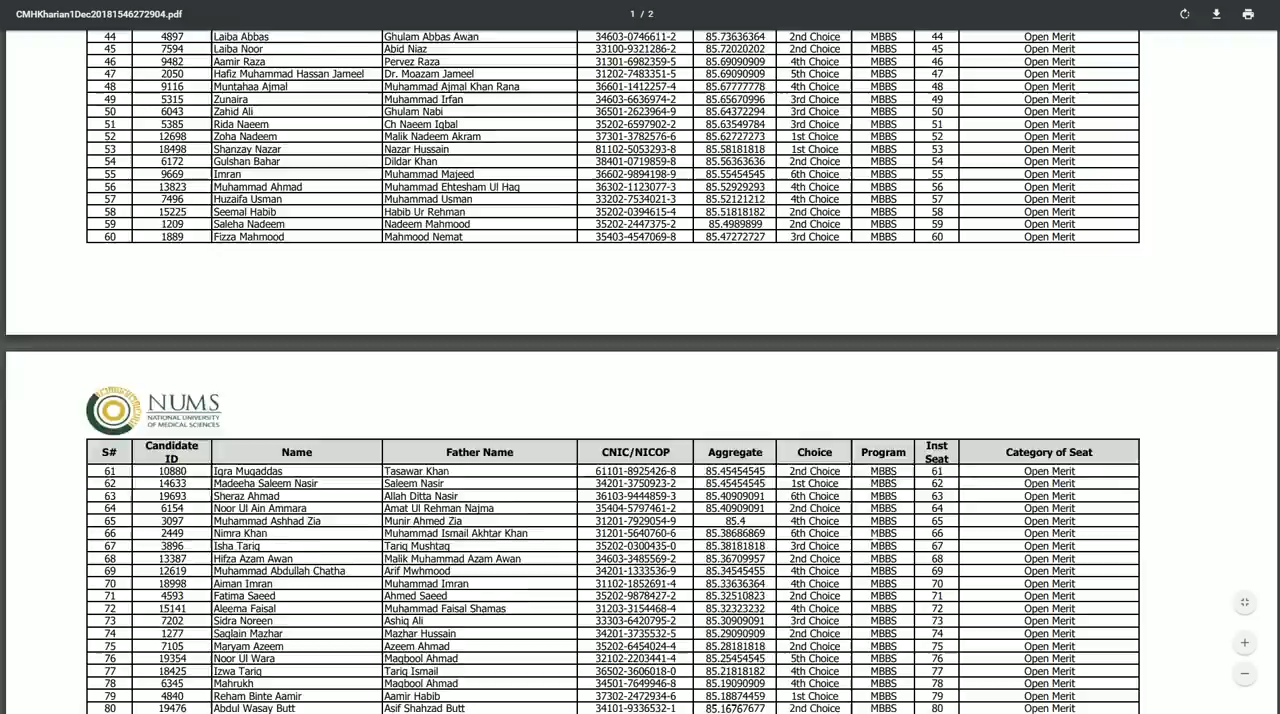 CMHKharian1Dec20181546272904.pdf 1 / 2
44 4897 Laiba Abbas Ghulam Abbas Awan 34603-0746611-2 85.73636364 2nd Choice MBBS 44 Open Merit
45 7594 Laiba Noor Abid Niaz 33100-9321286-2 85.72020202 2nd Choice MBBS 45 Open Merit
46 9482 Aamir Raza Pervez Raza 31301-6982359-5 85.69090909 4th Choice MBBS 46 Open Merit
47 2050 Hafiz Muhammad Hassan Jameel Dr. Moazam Jameel 31202-7483351-5 85.69090909 5th Choice MBBS 47 Open Merit
48 9116 Muntahaa Ajmal Muhammad Ajmal Khan Rana 36601-1412257-4 85.67777778 4th Choice MBBS 48 Open Merit
49 5315 Zunaira Muhammad Irfan 34603-6636974-2 85.65670996 3rd Choice MBBS 49 Open Merit
50 6043 Zahid Ali Ghulam Nabi 36501-2623964-9 85.64372294 3rd Choice MBBS 50 Open Merit
51 5385 Rida Naeem Ch Naeem Iqbal 35202-6597902-2 85.63549784 3rd Choice MBBS 51 Open Merit
52 12698 Zoha Nadeem Malik Nadeem Akram 37301-3782576-6 85.62727273 1st Choice MBBS 52 Open Merit
53 18498 Shanzay Nazar Nazar Hussain 81102-5053293-8 85.58181818 1st Choice MBBS 53 Open Merit
54 6172 Gulshan Bahar Dildar Khan 38401-0719859-8 85.56363636 2nd Choice MBBS 54 Open Merit
55 9669 Imran Muhammad Majeed 36602-9894198-9 85.55454545 6th Choice MBBS 55 Open Merit
56 13823 Muhammad Ahmad Muhammad Ehtesham Ul Haq 36302-1123077-3 85.52929293 4th Choice MBBS 56 Open Merit
57 7496 Huzaifa Usman Muhammad Usman 33202-7534021-3 85.52121212 4th Choice MBBS 57 Open Merit
58 15225 Seemal Habib Habib Ur Rehman 35202-0394615-4 85.51818182 2nd Choice MBBS 58 Open Merit
59 1209 Saleha Nadeem Nadeem Mahmood 35202-2447375-2 85.4989899 2nd Choice MBBS 59 Open Merit
60 1889 Fizza Mahmood Mahmood Nemat 35403-4547069-8 85.47272727 3rd Choice MBBS 60 Open Merit
NUMS
NATIONAL UNIVERSITY
OF MEDICAL SCIENCES
S# Candidate ID Name Father Name CNIC/NICOP Aggregate Choice Program Inst Seat Category of Seat
61 10880 Iqra Muqaddas Tasawar Khan 61101-8925426-8 85.45454545 2nd Choice MBBS 61 Open Merit
62 14633 Madeeha Saleem Nasir Saleem Nasir 34201-3750923-2 85.45454545 1st Choice MBBS 62 Open Merit
63 19693 Sheraz Ahmad Allah Ditta Nasir 36103-9444859-3 85.40909091 6th Choice MBBS 63 Open Merit
64 6154 Noor Ul Ain Ammara Amat Ul Rehman Najma 35404-5797461-2 85.40909091 2nd Choice MBBS 64 Open Merit
65 3097 Muhammad Ashhad Zia Munir Ahmed Zia 31201-7929054-9 85.4 4th Choice MBBS 65 Open Merit
66 2449 Nimra Khan Muhammad Ismail Akhtar Khan 31201-5640760-6 85.38686869 6th Choice MBBS 66 Open Merit
67 3896 Isha Tariq Tariq Mushtaq 35202-0300435-0 85.38181818 3rd Choice MBBS 67 Open Merit
68 13387 Hifza Azam Awan Malik Muhammad Azam Awan 34603-3485569-2 85.36709957 2nd Choice MBBS 68 Open Merit
69 12619 Muhammad Abdullah Chatha Arif Mwhmood 34201-1333536-9 85.34545455 4th Choice MBBS 69 Open Merit
70 18998 Aiman Imran Muhammad Imran 31102-1852691-4 85.33636364 4th Choice MBBS 70 Open Merit
71 4593 Fatima Saeed Ahmed Saeed 35202-9878427-2 85.32510823 2nd Choice MBBS 71 Open Merit
72 15141 Aleema Faisal Muhammad Faisal Shamas 31203-3154468-4 85.32323232 4th Choice MBBS 72 Open Merit
73 7202 Sidra Noreen Ashiq Ali 33303-6420795-2 85.30909091 3rd Choice MBBS 73 Open Merit
74 1277 Saqlain Mazhar Mazhar Hussain 34201-3735532-5 85.29090909 2nd Choice MBBS 74 Open Merit
75 7105 Maryam Azeem Azeem Ahmad 35202-6454024-4 85.28181818 2nd Choice MBBS 75 Open Merit
76 19354 Noor Ul Wara Maqbool Ahmad 32102-2203441-4 85.25454545 5th Choice MBBS 76 Open Merit
77 18425 Izwa Tariq Tariq Ismail 36502-3606018-0 85.21818182 4th Choice MBBS 77 Open Merit
78 6345 Mahrukh Maqbool Ahmad 34501-7649946-8 85.19090909 4th Choice MBBS 78 Open Merit
79 4840 Reham Binte Aamir Aamir Habib 37302-2472934-6 85.18874459 1st Choice MBBS 79 Open Merit
80 19476 Abdul Wasay Butt Asif Shahzad Butt 34101-9336532-1 85.16767677 2nd Choice MBBS 80 Open Merit